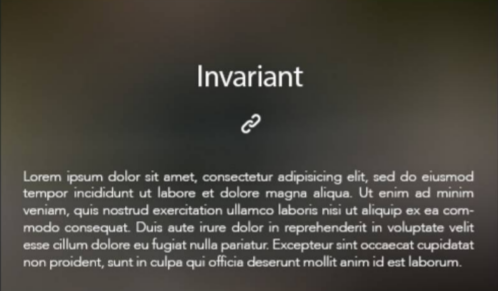 Invariant
Lorem ipsum dolor sit amet, consectetur adipisicing elit, sed do eiusmod
tempor incididunt ut labore et dolore magna aliqua. Ut enim ad minim
veniam, quis nostrud exercitation ullamco laboris nisi ut aliquip ex ea com-
modo consequat. Duis aute irure dolor in reprehenderit in voluptate velit
esse cillum dolore eu fugiat nulla pariatur. Excepteur sint occaecat cupidatat
non proident, sunt in culpa qui officia deserunt mollit anim id est laborum.